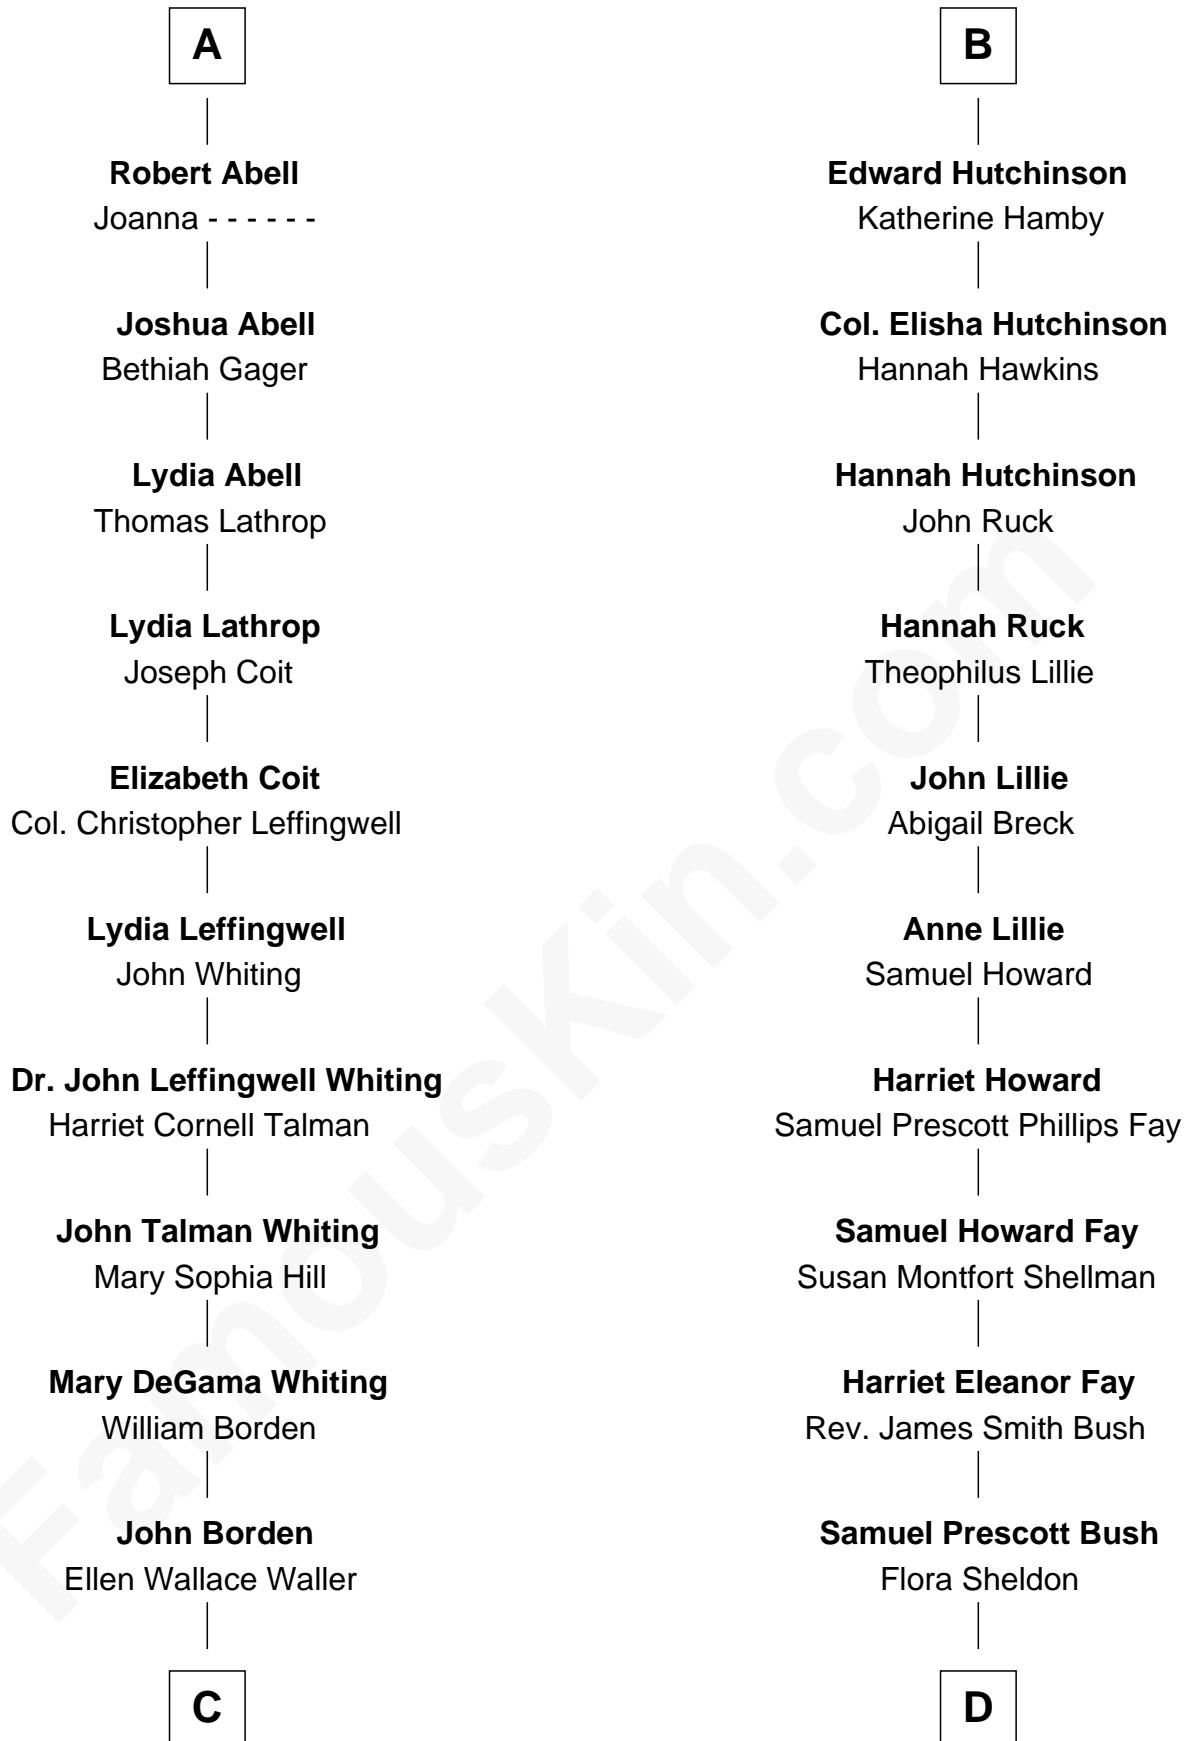 A
Robert Abell
Joanna - - - - - -
Joshua Abell
Bethiah Gager
Lydia Abell
Thomas Lathrop
Lydia Lathrop
Joseph Coit
Elizabeth Coit
Col. Christopher Leffingwell
Lydia Leffingwell
John Whiting
Dr. John Leffingwell Whiting
Harriet Cornell Talman
John Talman Whiting
Mary Sophia Hill
Mary DeGama Whiting
William Borden
John Borden
Ellen Wallace Waller
C
B
Edward Hutchinson
Katherine Hamby
Col. Elisha Hutchinson
Hannah Hawkins
Hannah Hutchinson
John Ruck
Hannah Ruck
Theophilus Lillie
John Lillie
Abigail Breck
Anne Lillie
Samuel Howard
Harriet Howard
Samuel Prescott Phillips Fay
Samuel Howard Fay
Susan Montfort Shellman
Harriet Eleanor Fay
Rev. James Smith Bush
Samuel Prescott Bush
Flora Sheldon
D
FamousKin.com